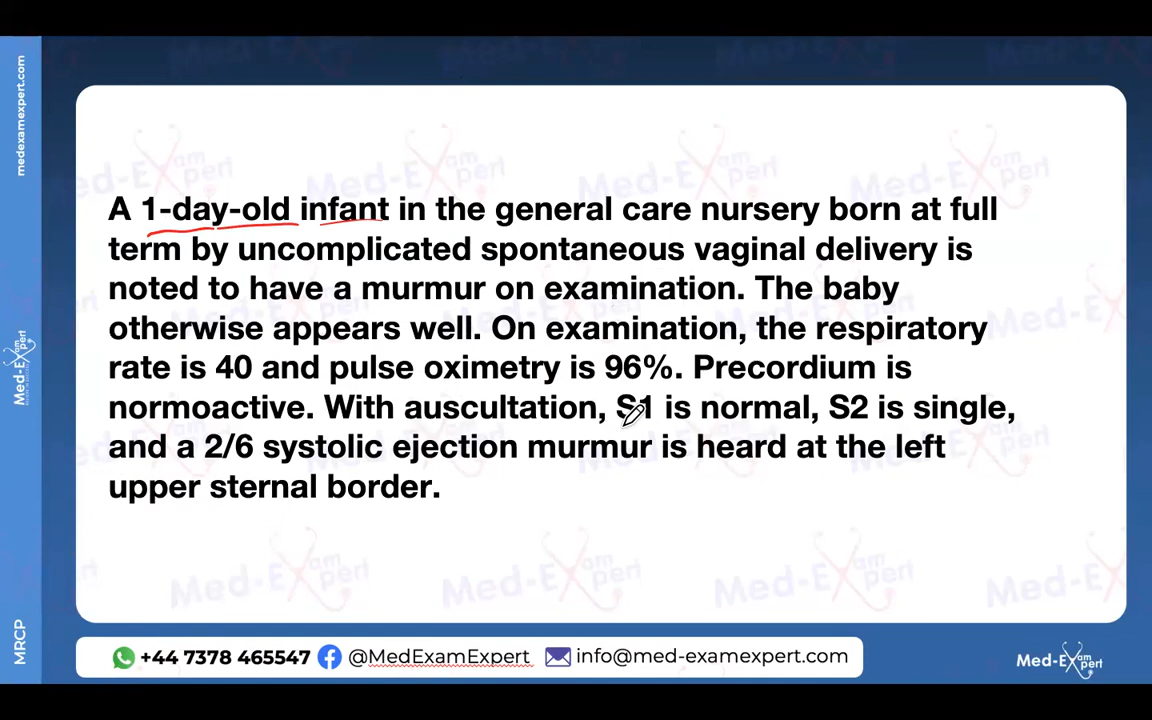 medexamexpert.com
Med-Exam Expert
MRCP
A 1-day-old infant in the general care nursery born at full
term by uncomplicated spontaneous vaginal delivery is
noted to have a murmur on examination. The baby
otherwise appears well. On examination, the respiratory
rate is 40 and pulse oximetry is 96%. Precordium is
normoactive. With auscultation, S1 is normal, S2 is single,
and a 2/6 systolic ejection murmur is heard at the left
upper sternal border.
+44 7378 465547 @MedExamExpert info@med-examexpert.com
Med-Exam Expert